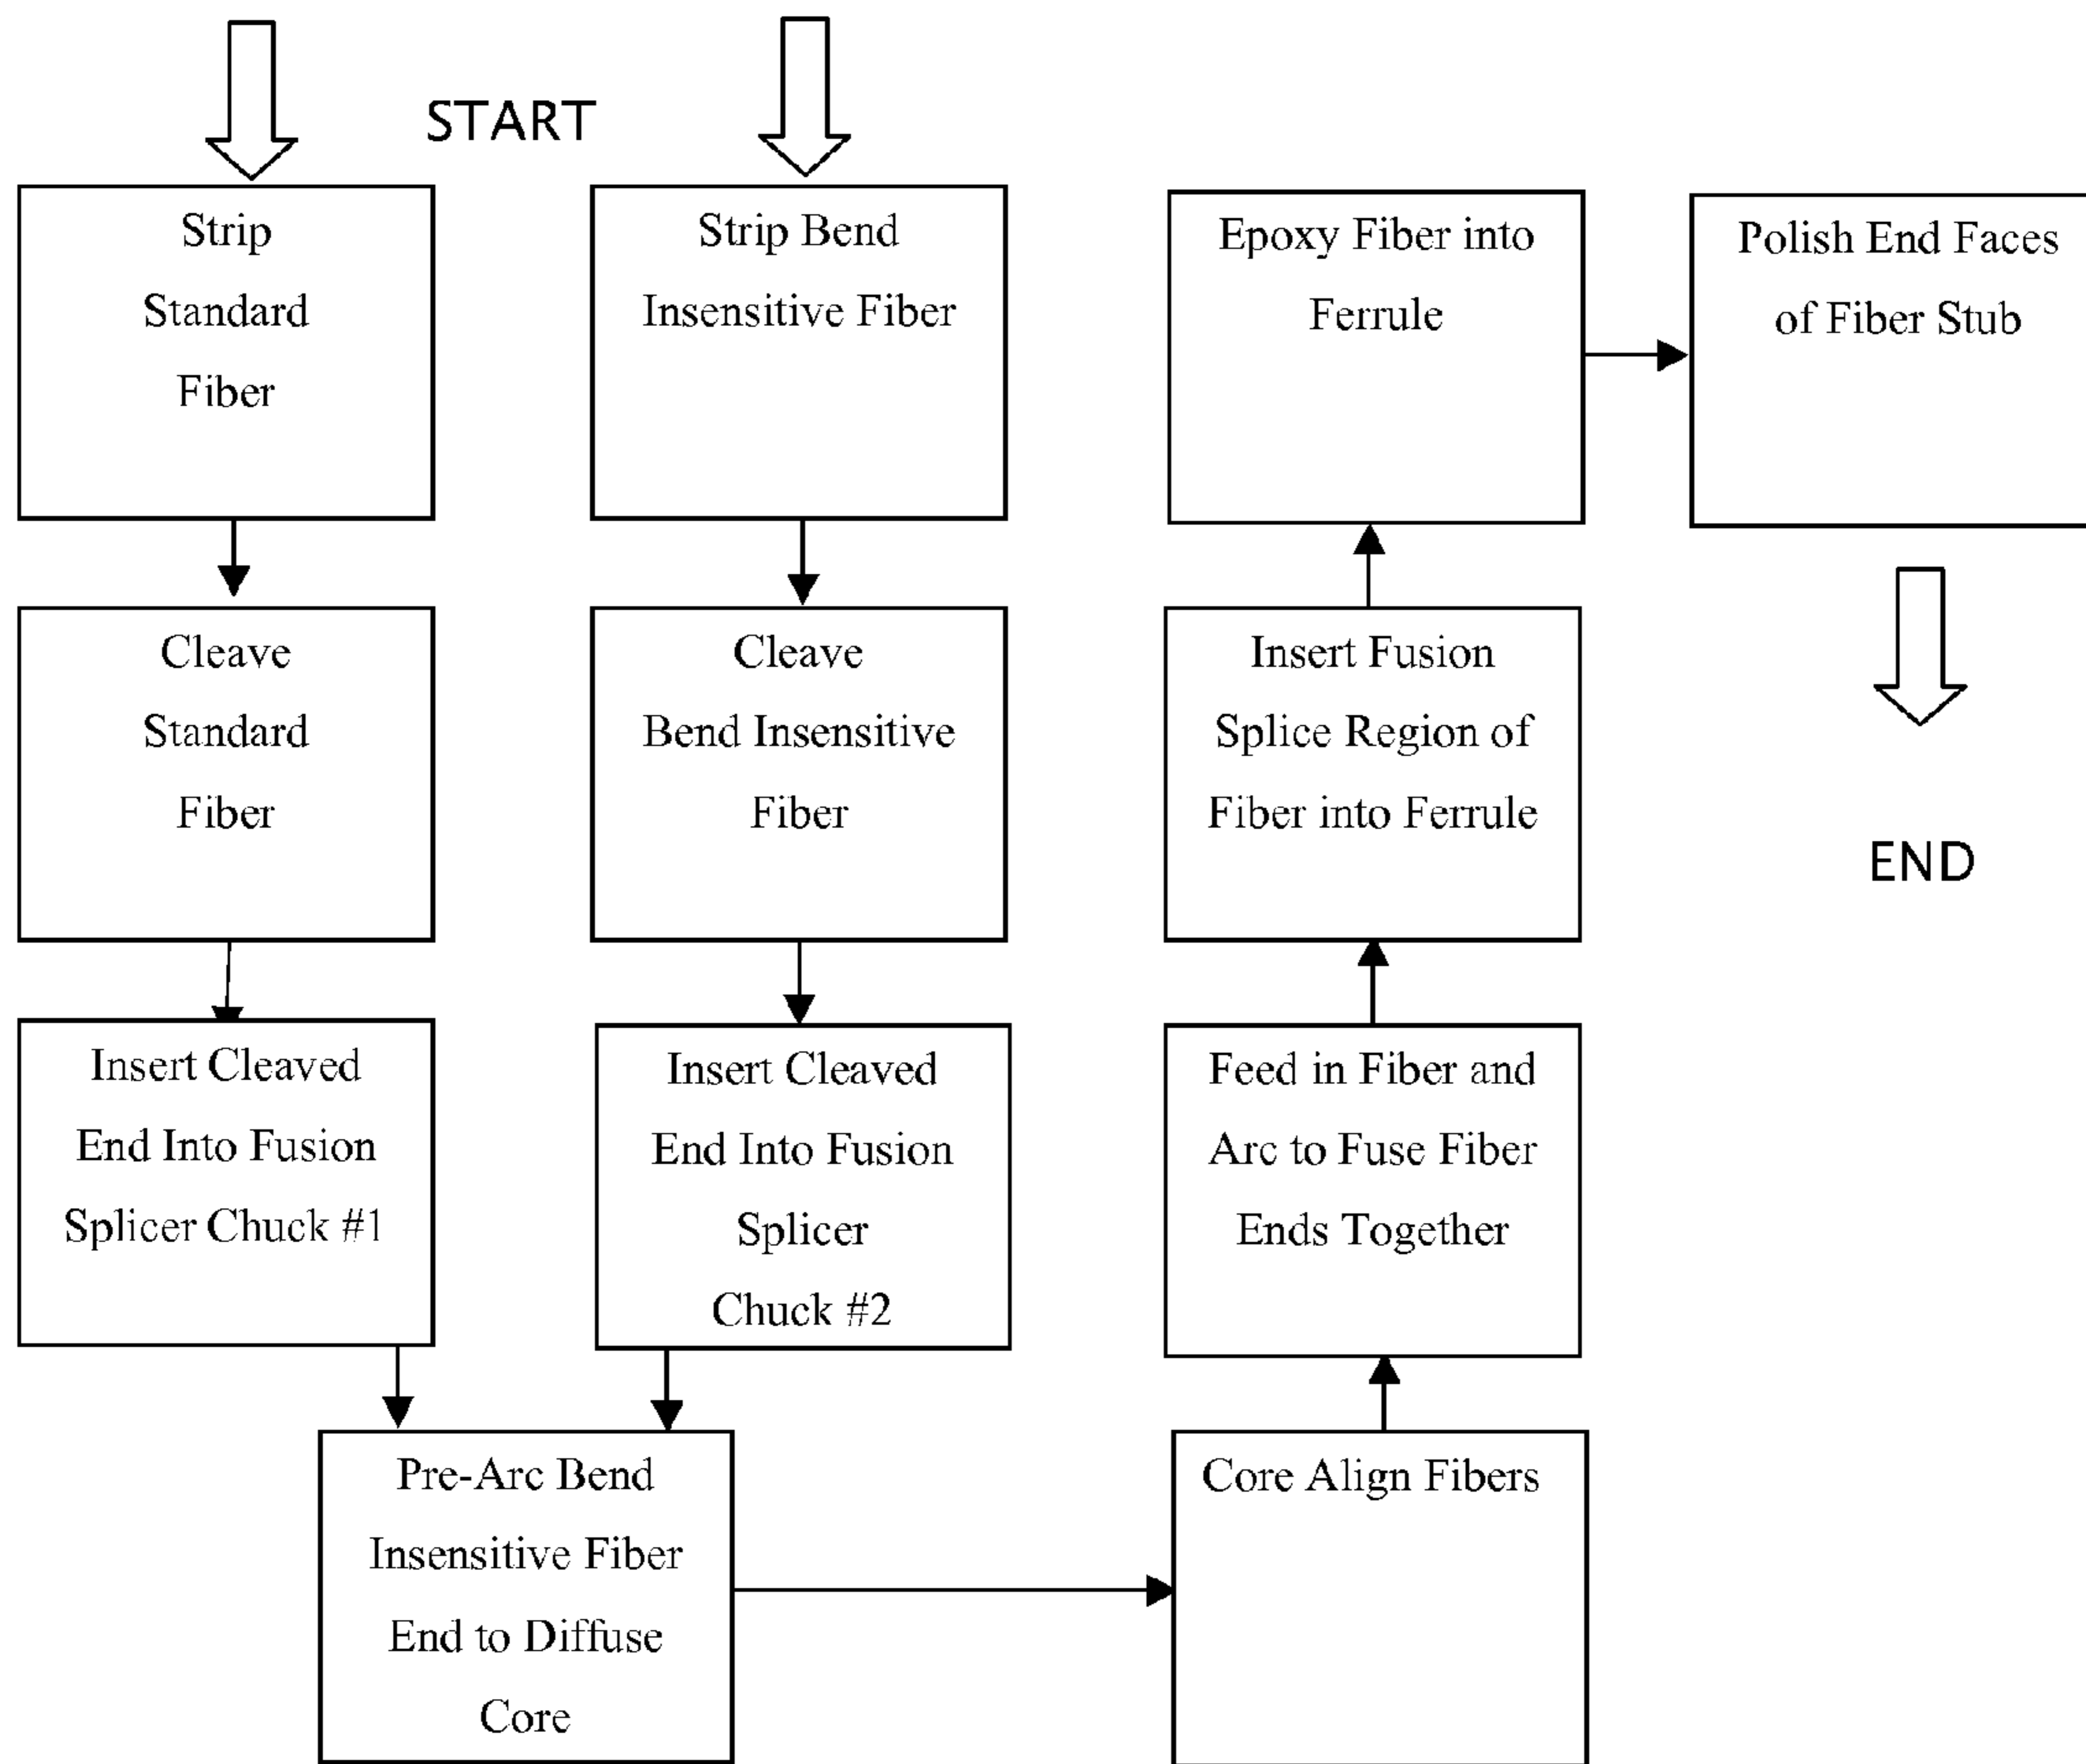 START
Strip
Standard
Fiber
Strip Bend
Insensitive Fiber
Cleave
Standard
Fiber
Cleave
Bend Insensitive
Fiber
Insert Cleaved
End Into Fusion
Splicer Chuck #1
Insert Cleaved
End Into Fusion
Splicer
Chuck #2
Pre-Arc Bend
Insensitive Fiber
End to Diffuse
Core
Core Align Fibers
Feed in Fiber and
Arc to Fuse Fiber
Ends Together
Insert Fusion
Splice Region of
Fiber into Ferrule
Epoxy Fiber into
Ferrule
Polish End Faces
of Fiber Stub
END